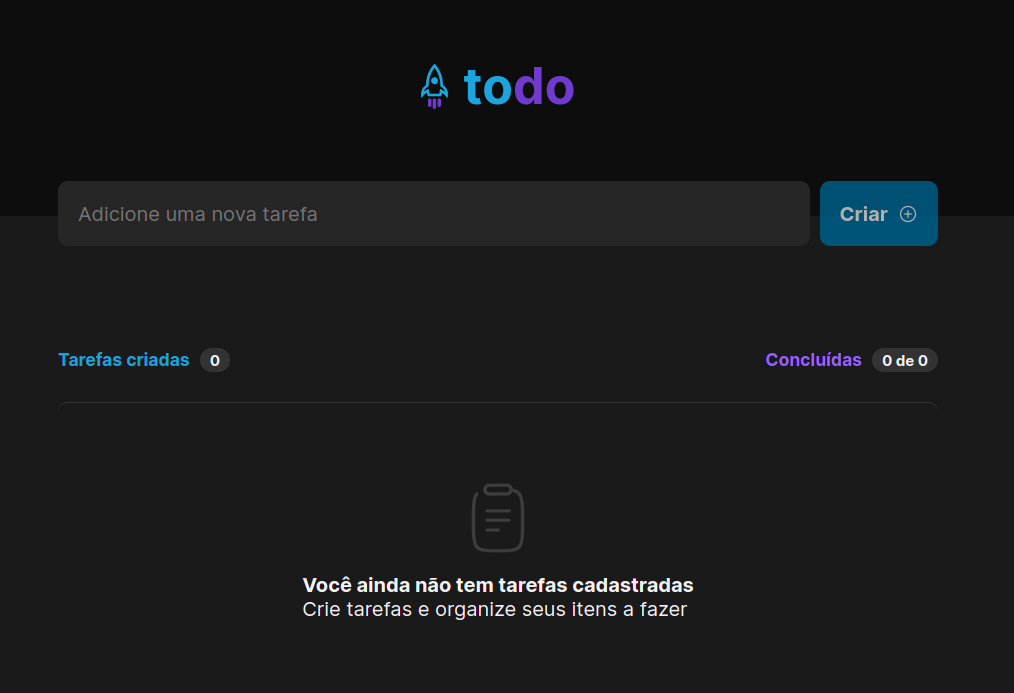 todo
Adicione uma nova tarefa
Criar
Tarefas criadas 0
Concluídas 0 de 0
Você ainda não tem tarefas cadastradas
Crie tarefas e organize seus itens a fazer